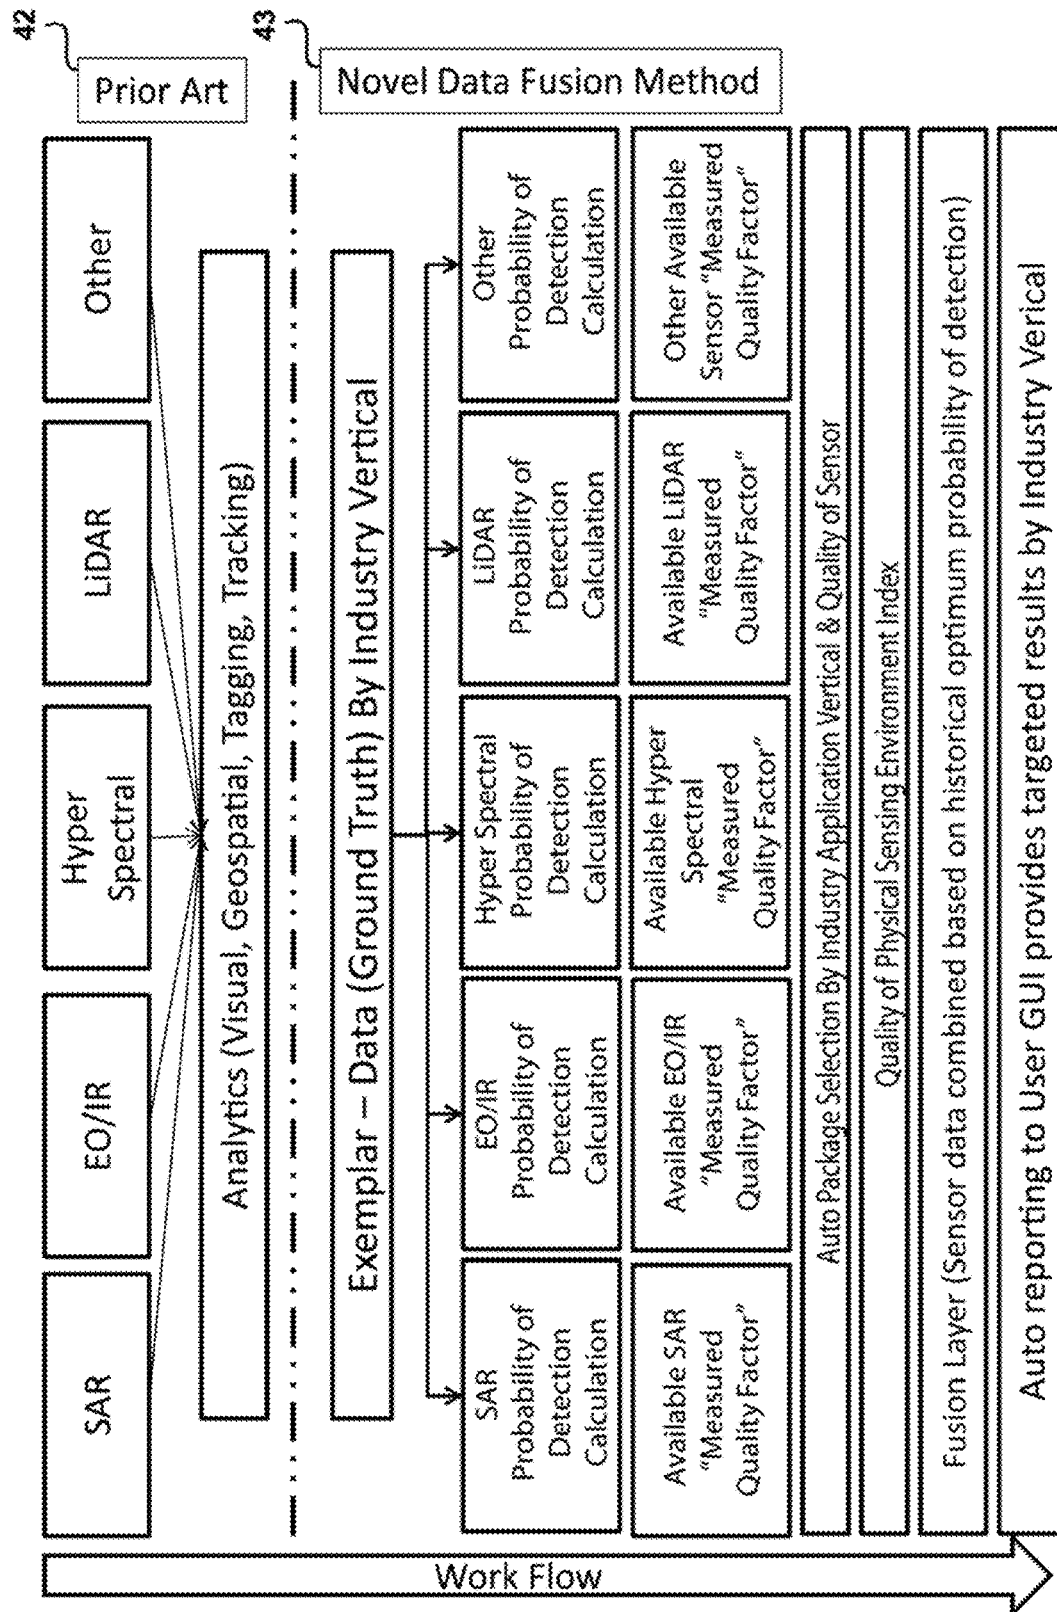 42
Prior Art
SAR
EO/IR
Hyper
Spectral
LiDAR
Other
Analytics (Visual, Geospatial, Tagging, Tracking)
43
Novel Data Fusion Method
Exemplar – Data (Ground Truth) By Industry Vertical
SAR
Probability of
Detection
Calculation
EO/IR
Probability of
Detection
Calculation
Hyper Spectral
Probability of
Detection
Calculation
LiDAR
Probability of
Detection
Calculation
Other
Probability of
Detection
Calculation
Available SAR
“Measured
Quality Factor”
Available EO/IR
“Measured
Quality Factor”
Available Hyper
Spectral
“Measured
Quality Factor”
Available LiDAR
“Measured
Quality Factor”
Other Available
Sensor “Measured
Quality Factor”
Auto Package Selection By Industry Application Vertical & Quality of Sensor
Quality of Physical Sensing Environment Index
Fusion Layer (Sensor data combined based on historical optimum probability of detection)
Auto reporting to User GUI provides targeted results by Industry Verical
Work Flow